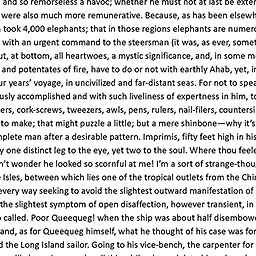 and so remorseless a havoc; whether he must not at last be exter
were also much more remunerative. Because, as has been elsewh
took 4,000 elephants; that in those regions elephants are numero
with an urgent command to the steersman (it was, as ever, somet
ut, at bottom, all heartwoes, a mystic significance, and, in some m
and potentates of fire, have to do or not with earthly Ahab, yet, in
ur years' voyage, in uncivilized and far-distant seas. For not to speak
usly accomplished and with such liveliness of expertness in him, to
ers, cork-screws, tweezers, awls, pens, rulers, nail-filers, countersi
to make; that might puzzle a little; but a mere shinbone—why it's
mplete man after a desirable pattern. Imprimis, fifty feet high in his
y one distinct leg to the eye, yet two to the soul. Where thou feele
n't wonder he looked so scornful at me! I'm a sort of strange-thou
Isles, between which lies one of the tropical outlets from the Chin
every way seeking to avoid the slightest outward manifestation of
the slightest symptom of open disaffection, however transient, in
called. Poor Queequeg! when the ship was about half disembowe
and, as for Queequeg himself, what he thought of his case was for
d the Long Island sailor. Going to his vice-bench, the carpenter for